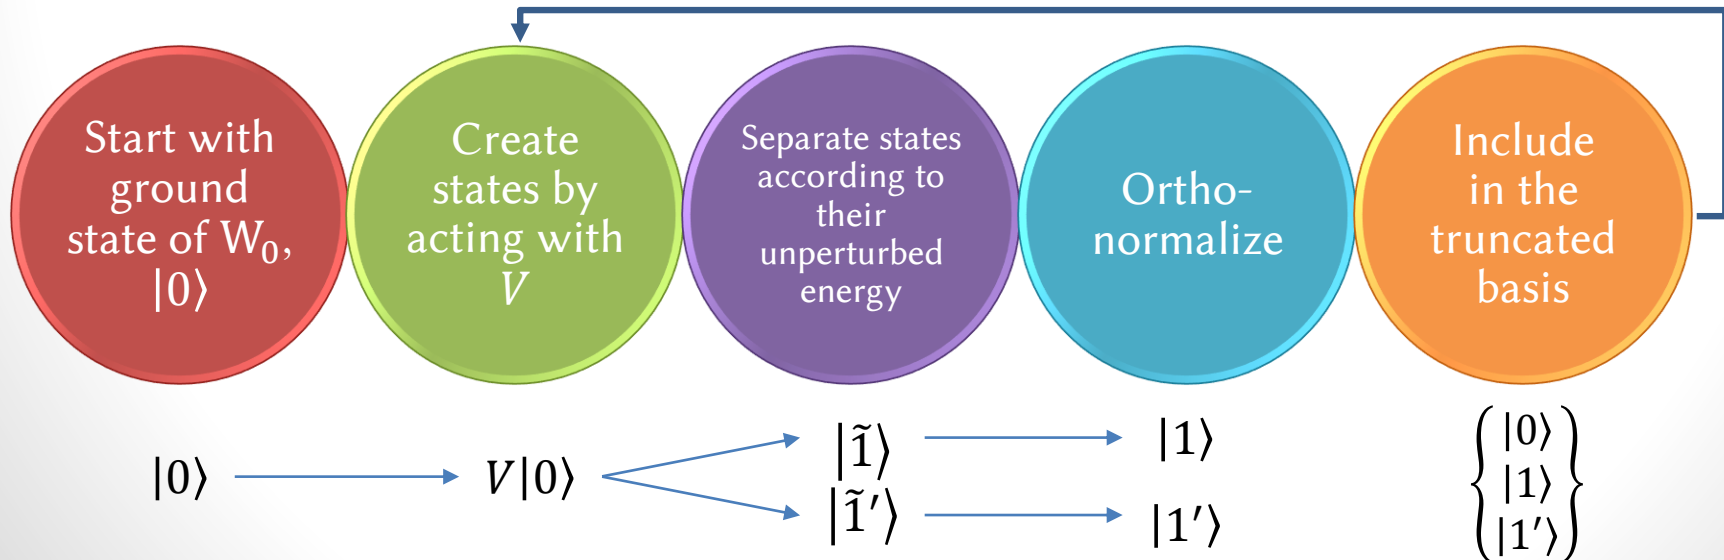 Start with
ground
state of W₀,
|0⟩
Create
states by
acting with
V
Separate states
according to
their
unperturbed
energy
Ortho-
normalize
Include
in the
truncated
basis
|0⟩
V|0⟩
|1̃⟩
|1̃′⟩
|1⟩
|1′⟩
|0⟩
|1⟩
|1′⟩